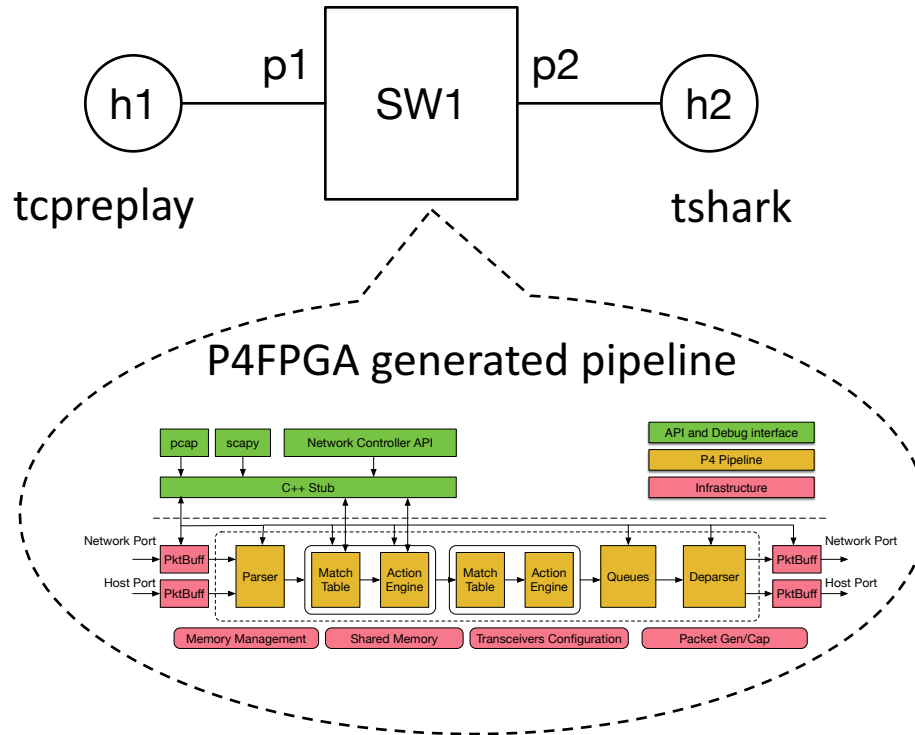 p1
p2
h1
SW1
h2
tcpreplay
tshark
P4FPGA generated pipeline
pcap
scapy
Network Controller API
API and Debug interface
P4 Pipeline
C++ Stub
Infrastructure
Network Port
Network Port
PktBuff
Parser
Match
Table
Action
Engine
Match
Table
Action
Engine
Queues
Deparser
PktBuff
Host Port
Host Port
PktBuff
PktBuff
Memory Management
Shared Memory
Transceivers Configuration
Packet Gen/Cap